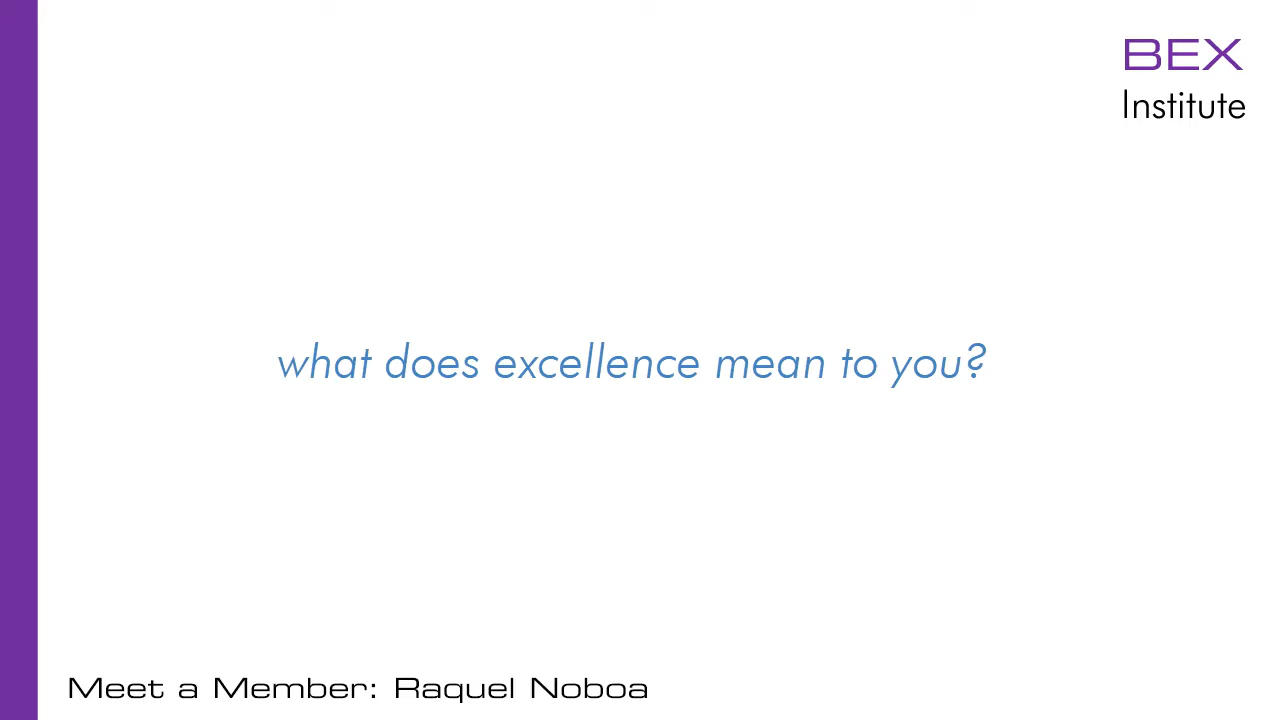 BEX
Institute
what does excellence mean to you?
Meet a Member: Raquel Noboa